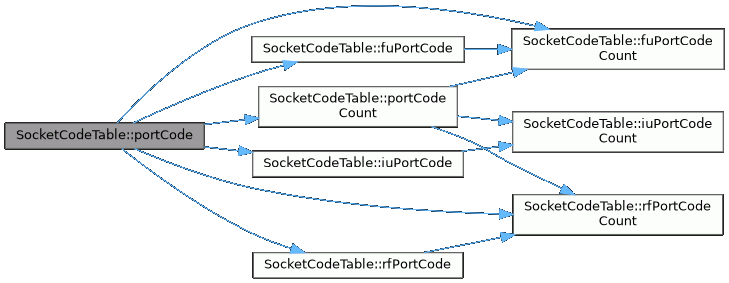 SocketCodeTable::portCode
SocketCodeTable::fuPortCode
SocketCodeTable::portCode
Count
SocketCodeTable::iuPortCode
SocketCodeTable::rfPortCode
SocketCodeTable::fuPortCode
Count
SocketCodeTable::iuPortCode
Count
SocketCodeTable::rfPortCode
Count